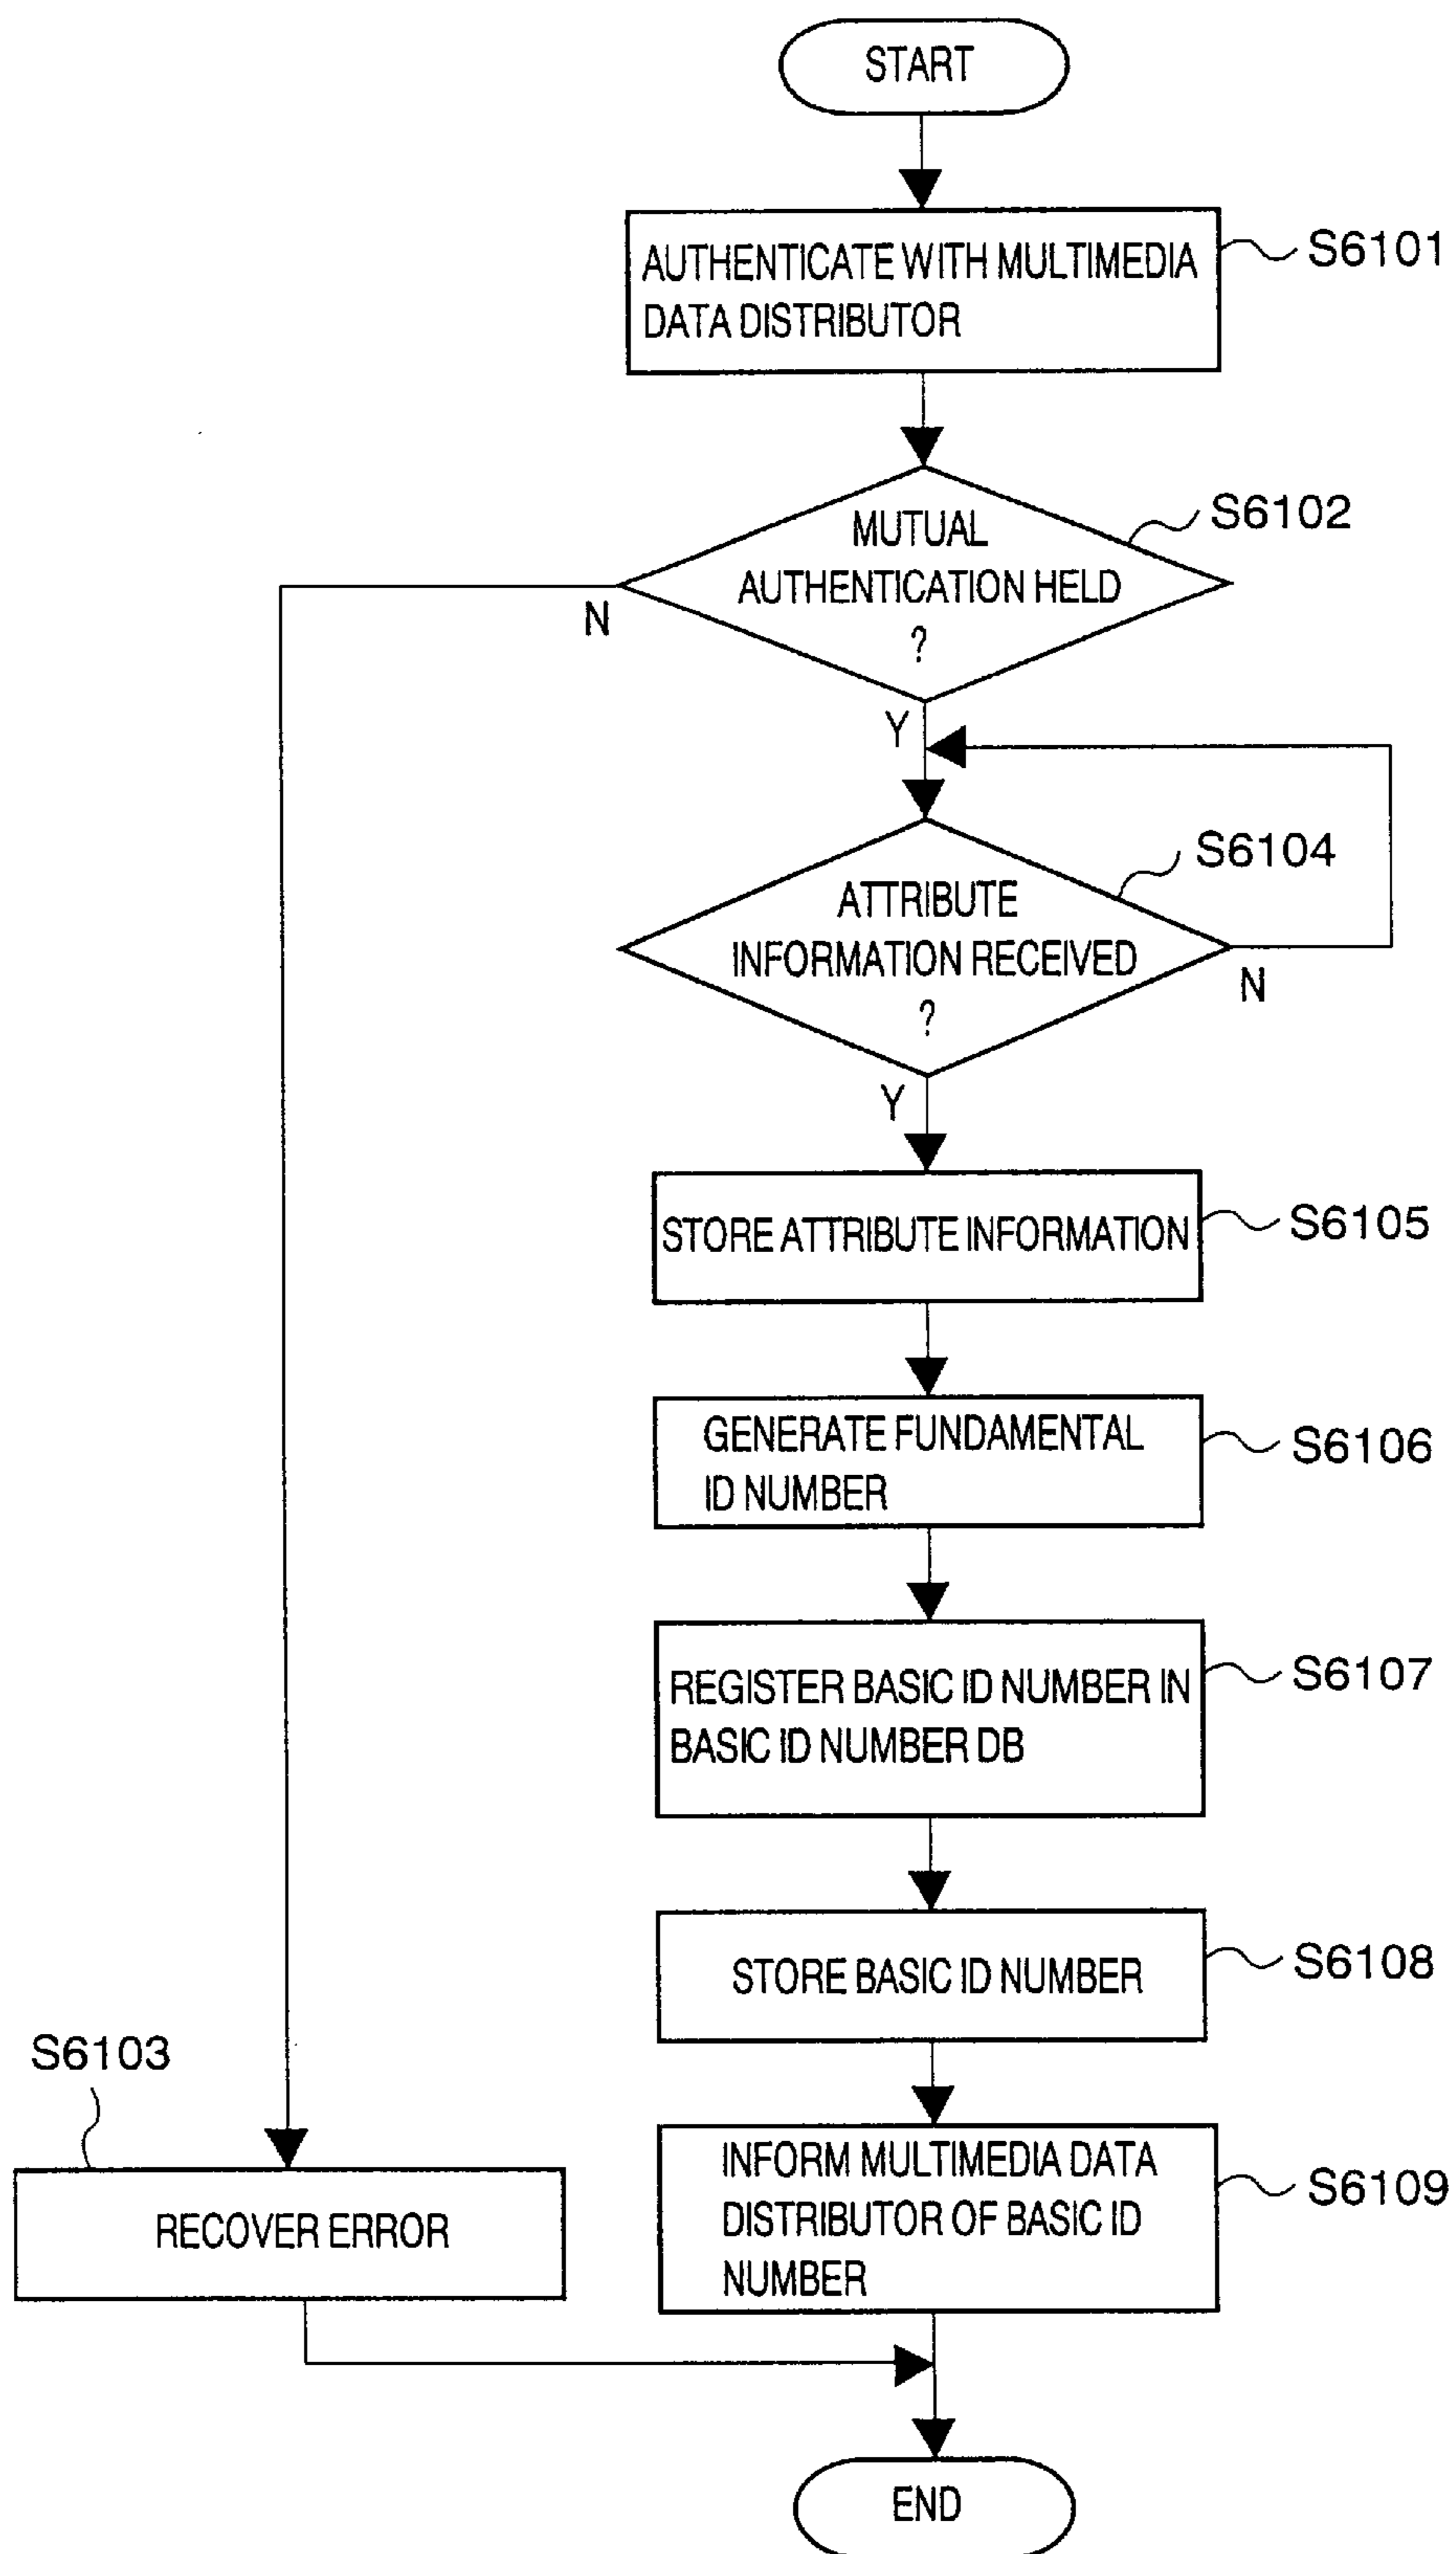 START
AUTHENTICATE WITH MULTIMEDIA
DATA DISTRIBUTOR
S6101
MUTUAL
AUTHENTICATION HELD
?
S6102
N
Y
ATTRIBUTE
INFORMATION RECEIVED
?
S6104
N
Y
STORE ATTRIBUTE INFORMATION
S6105
GENERATE FUNDAMENTAL
ID NUMBER
S6106
REGISTER BASIC ID NUMBER IN
BASIC ID NUMBER DB
S6107
STORE BASIC ID NUMBER
S6108
S6103
RECOVER ERROR
INFORM MULTIMEDIA DATA
DISTRIBUTOR OF BASIC ID
NUMBER
S6109
END